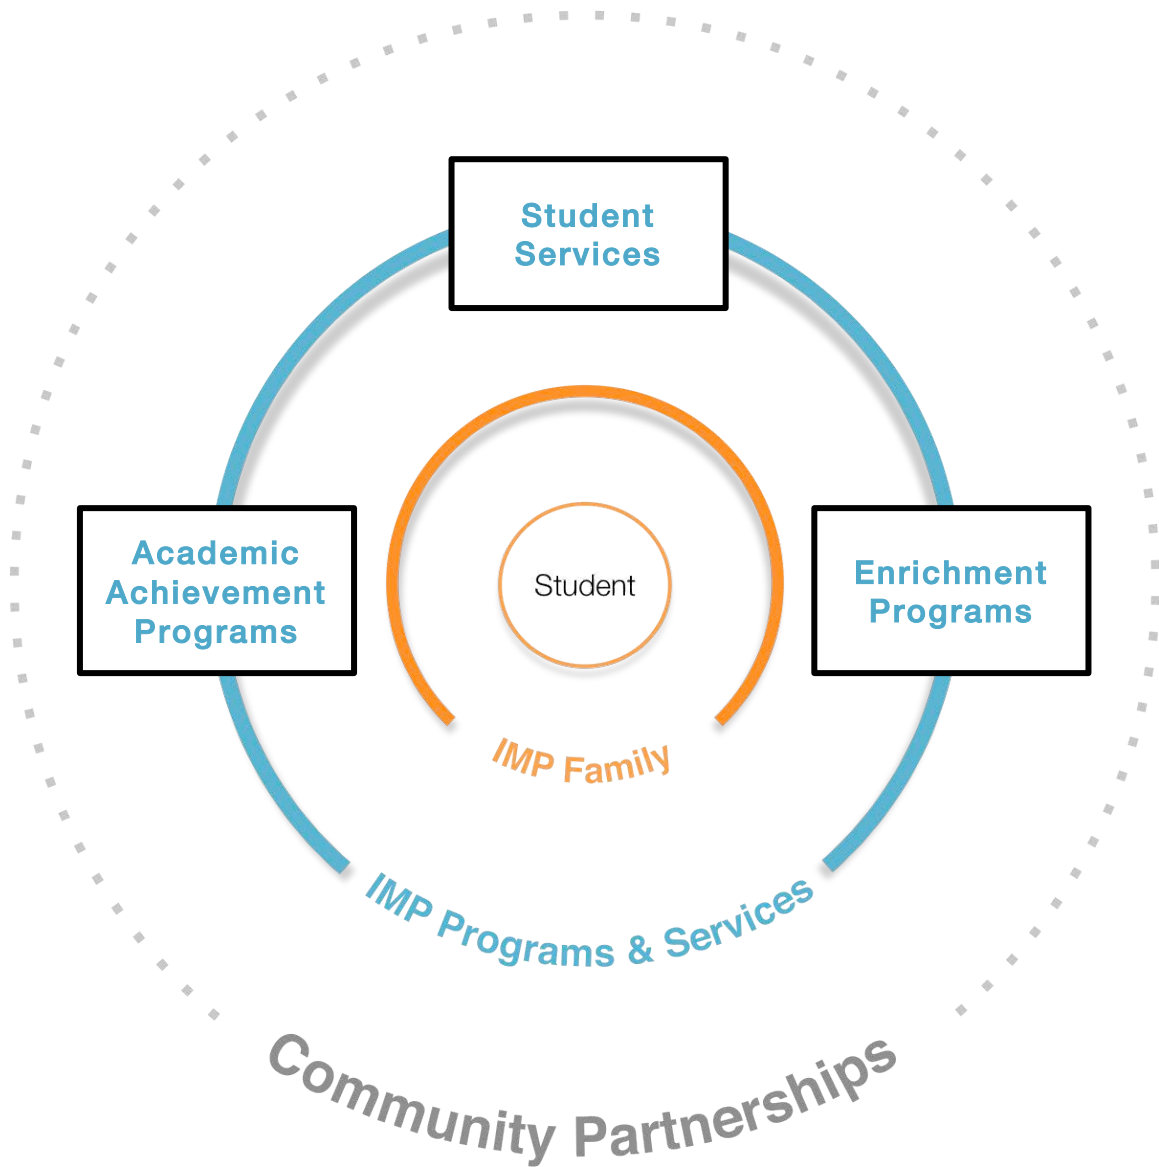 Student
Services
Academic
Achievement
Programs
Student
Enrichment
Programs
IMP Family
IMP Programs & Services
Community Partnerships